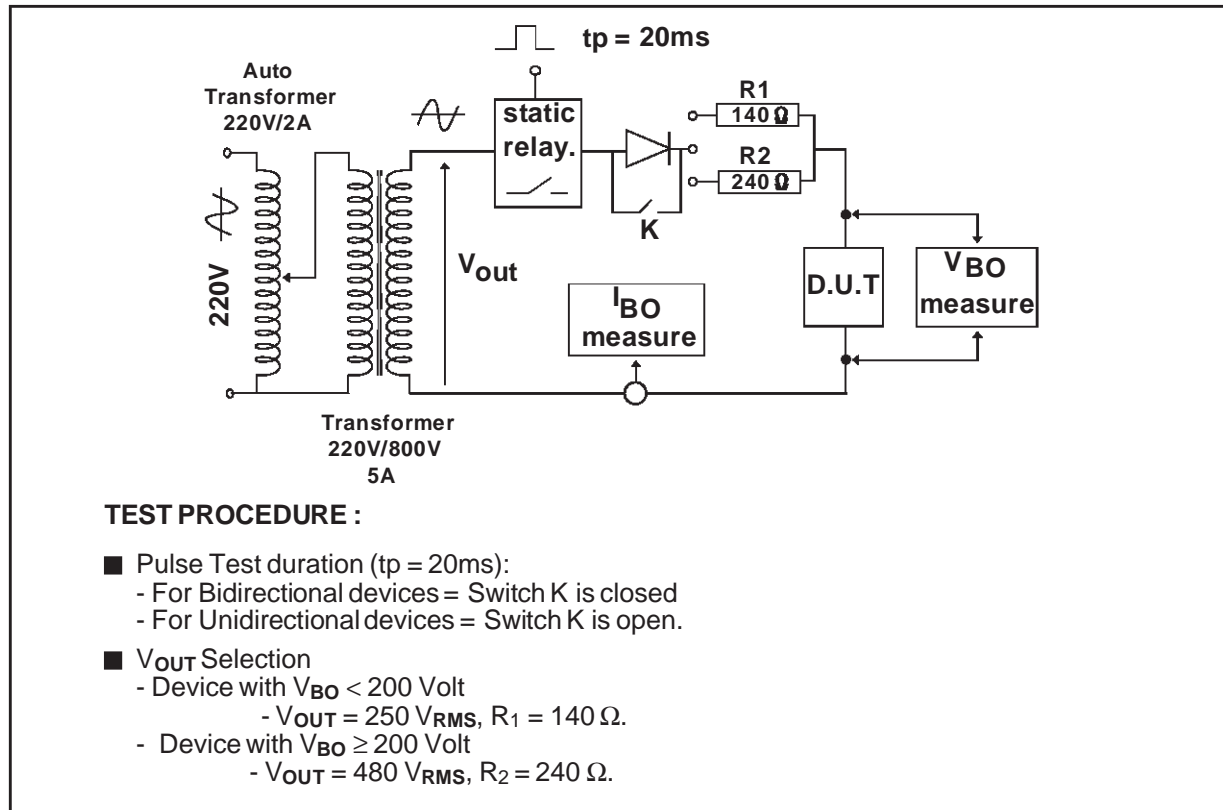 tp = 20ms
Auto
Transformer
220V/2A
static
relay.
R1
140 Ω
R2
240 Ω
K
220V
Vout
IBO
measure
D.U.T
VBO
measure
Transformer
220V/800V
5A
TEST PROCEDURE :
■ Pulse Test duration (tp = 20ms):
- For Bidirectional devices = Switch K is closed
- For Unidirectional devices = Switch K is open.
■ VOUT Selection
- Device with VBO < 200 Volt
- VOUT = 250 VRMS, R1 = 140 Ω.
- Device with VBO ≥ 200 Volt
- VOUT = 480 VRMS, R2 = 240 Ω.